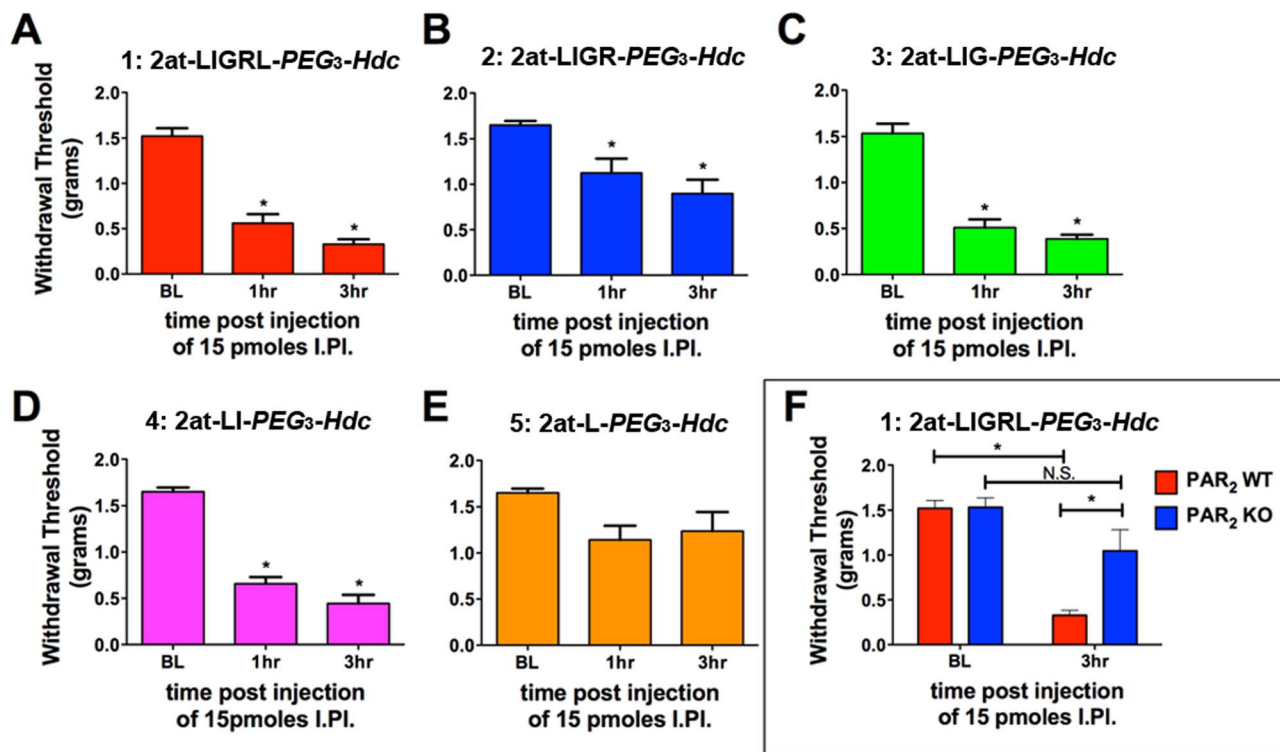 A
1: 2at-LIGRL-PEG₃-Hdc
Withdrawal Threshold
(grams)
2.0
1.5
1.0
0.5
0.0
*
*
BL
1hr
3hr
time post injection
of 15 pmoles I.Pl.
B
2: 2at-LIGR-PEG₃-Hdc
2.0
1.5
1.0
0.5
0.0
*
*
BL
1hr
3hr
time post injection
of 15 pmoles I.Pl.
C
3: 2at-LIG-PEG₃-Hdc
2.0
1.5
1.0
0.5
0.0
*
*
BL
1hr
3hr
time post injection
of 15 pmoles I.Pl.
D
4: 2at-LI-PEG₃-Hdc
Withdrawal Threshold
(grams)
2.0
1.5
1.0
0.5
0.0
*
*
BL
1hr
3hr
time post injection
of 15pmoles I.Pl.
E
5: 2at-L-PEG₃-Hdc
2.0
1.5
1.0
0.5
0.0
BL
1hr
3hr
time post injection
of 15 pmoles I.Pl.
F
1: 2at-LIGRL-PEG₃-Hdc
Withdrawal Threshold
(grams)
2.0
1.5
1.0
0.5
0.0
*
N.S.
*
PAR₂ WT
PAR₂ KO
BL
3hr
time post injection
of 15 pmoles I.Pl.